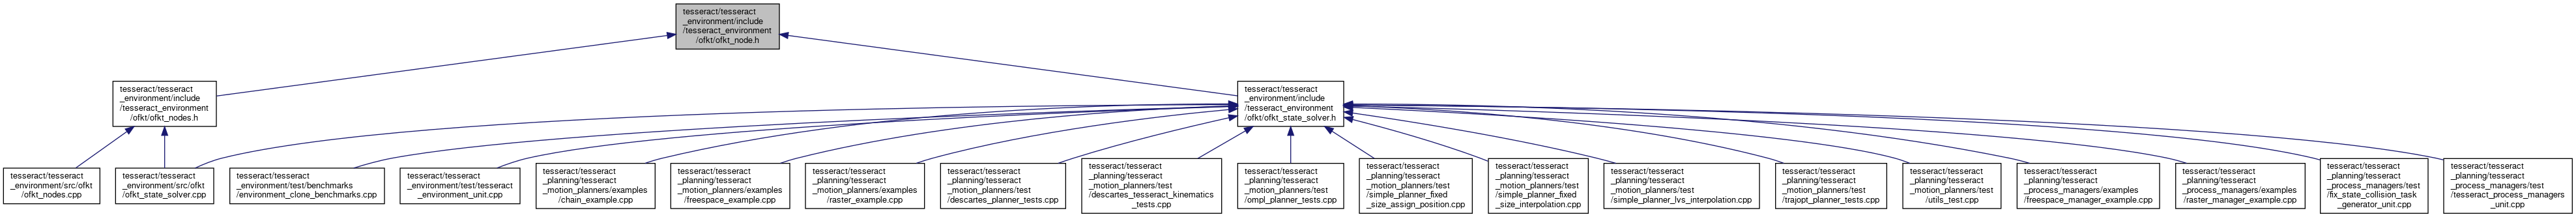 tesseract/tesseract
_environment/include
/tesseract_environment
/ofkt/ofkt_node.h
tesseract/tesseract
_environment/include
/tesseract_environment
/ofkt/ofkt_nodes.h
tesseract/tesseract
_environment/include
/tesseract_environment
/ofkt/ofkt_state_solver.h
tesseract/tesseract
_environment/src/ofkt
/ofkt_nodes.cpp
tesseract/tesseract
_environment/src/ofkt
/ofkt_state_solver.cpp
tesseract/tesseract
_environment/test/benchmarks
/environment_clone_benchmarks.cpp
tesseract/tesseract
_environment/test/tesseract
_environment_unit.cpp
tesseract/tesseract
_planning/tesseract
_motion_planners/examples
/chain_example.cpp
tesseract/tesseract
_planning/tesseract
_motion_planners/examples
/freespace_example.cpp
tesseract/tesseract
_planning/tesseract
_motion_planners/examples
/raster_example.cpp
tesseract/tesseract
_planning/tesseract
_motion_planners/test
/descartes_planner_tests.cpp
tesseract/tesseract
_planning/tesseract
_motion_planners/test
/descartes_tesseract_kinematics
_tests.cpp
tesseract/tesseract
_planning/tesseract
_motion_planners/test
/ompl_planner_tests.cpp
tesseract/tesseract
_planning/tesseract
_motion_planners/test
/simple_planner_fixed
_size_assign_position.cpp
tesseract/tesseract
_planning/tesseract
_motion_planners/test
/simple_planner_fixed
_size_interpolation.cpp
tesseract/tesseract
_planning/tesseract
_motion_planners/test
/simple_planner_lvs_interpolation.cpp
tesseract/tesseract
_planning/tesseract
_motion_planners/test
/trajopt_planner_tests.cpp
tesseract/tesseract
_planning/tesseract
_motion_planners/test
/utils_test.cpp
tesseract/tesseract
_planning/tesseract
_process_managers/examples
/freespace_manager_example.cpp
tesseract/tesseract
_planning/tesseract
_process_managers/examples
/raster_manager_example.cpp
tesseract/tesseract
_planning/tesseract
_process_managers/test
/fix_state_collision_task
_generator_unit.cpp
tesseract/tesseract
_planning/tesseract
_process_managers/test
/tesseract_process_managers
_unit.cpp